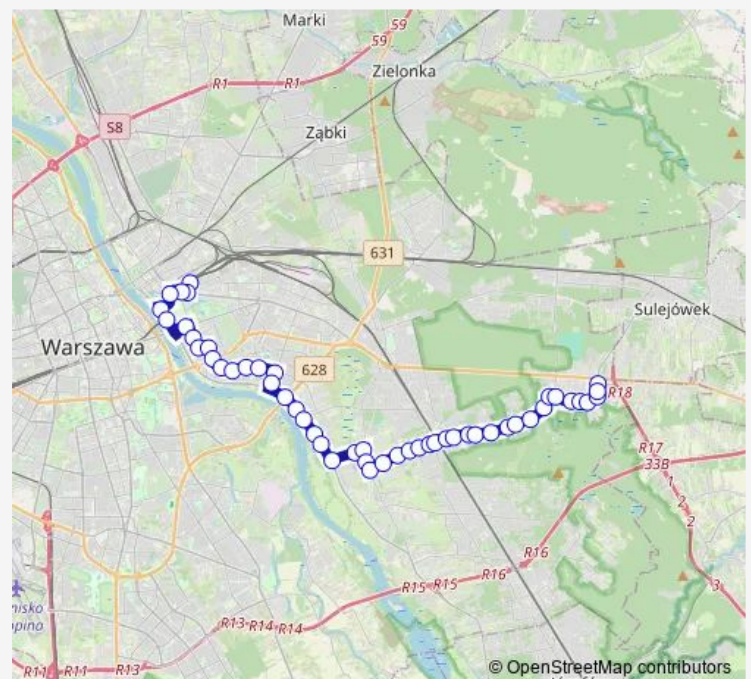 Marki
59
59
Zielonka
R1
R1
S8
Ząbki
631
Sulejówek
Warszawa
628
R18
R17
33B
1
2
2
R16
R16
3
R15
R15
R13
R14
R14
R11
R11
R13
© OpenStreetMap contributors